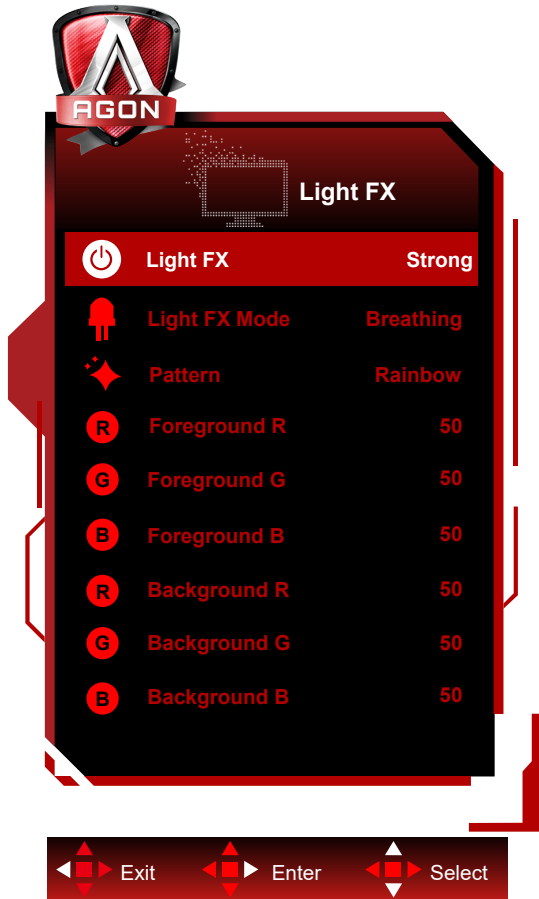 AGON
Light FX
Light FX Strong
Light FX Mode Breathing
Pattern Rainbow
R Foreground R 50
G Foreground G 50
B Foreground B 50
R Background R 50
G Background G 50
B Background B 50
Exit Enter Select